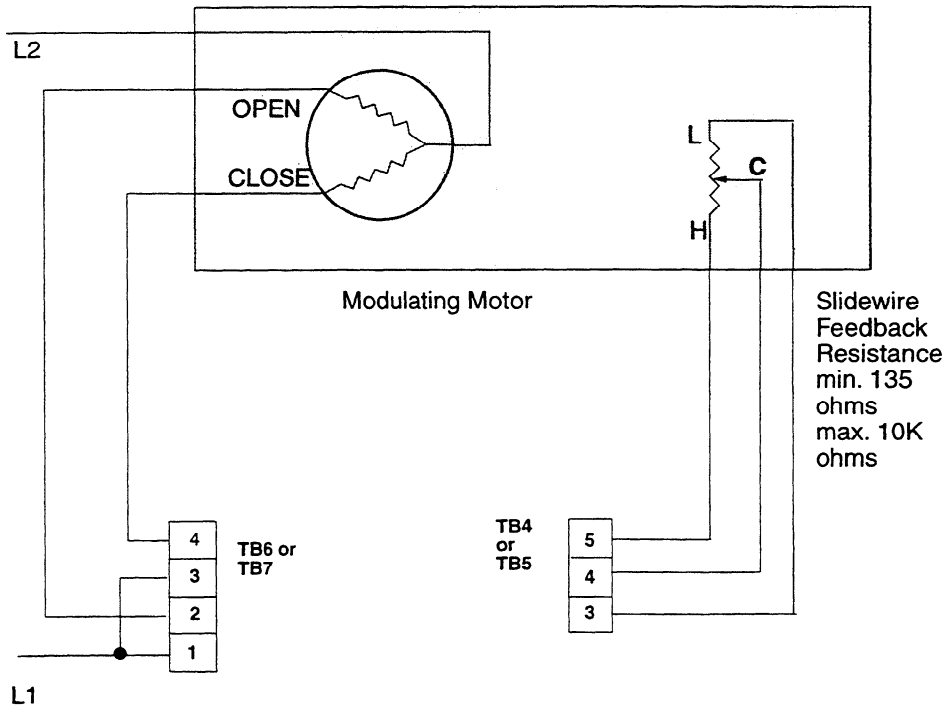 L2
OPEN
CLOSE
L
C
H
Modulating Motor
Slidewire
Feedback
Resistance
min. 135
ohms
max. 10K
ohms
4
3
2
1
TB6 or
TB7
TB4
or
TB5
5
4
3
L1